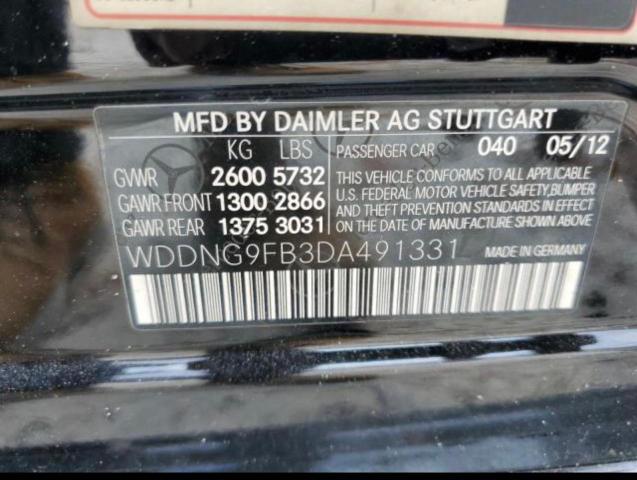 MFD BY DAIMLER AG STUTTGART
KG LBS PASSENGER CAR 040 05/12
GVWR 2600 5732
GAWR FRONT 1300 2866
GAWR REAR 1375 3031
THIS VEHICLE CONFORMS TO ALL APPLICABLE
U.S. FEDERAL MOTOR VEHICLE SAFETY, BUMPER
AND THEFT PREVENTION STANDARDS IN EFFECT
ON DATE OF MANUFACTURE SHOWN ABOVE.
WDDNG9FB3DA491331 MADE IN GERMANY